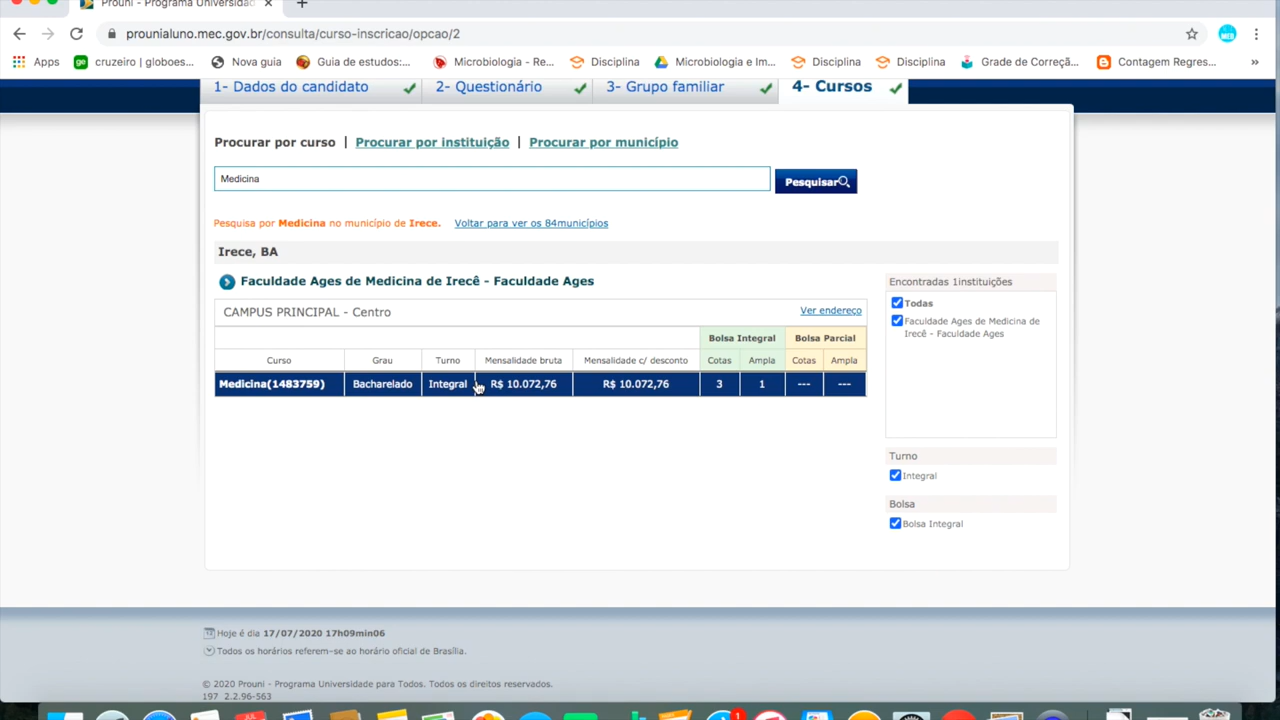 Prouni - Programa Universidad
prounialuno.mec.gov.br/consulta/curso-inscricao/opcao/2
Apps cruzeiro | globoes... Nova guia Guia de estudos:... Microbiologia - Re... Disciplina Microbiologia e Im... Disciplina Disciplina Grade de Correçã... Contagem Regres... »
1- Dados do candidato 2- Questionário 3- Grupo familiar 4- Cursos
Procurar por curso | Procurar por instituição | Procurar por município
Medicina
Pesquisar
Pesquisa por Medicina no município de Irece. Voltar para ver os 84municípios
Irece, BA
Faculdade Ages de Medicina de Irecê - Faculdade Ages
CAMPUS PRINCIPAL - Centro Ver endereço
Bolsa Integral Bolsa Parcial
Curso Grau Turno Mensalidade bruta Mensalidade c/ desconto Cotas Ampla Cotas Ampla
Medicina(1483759) Bacharelado Integral R$ 10.072,76 R$ 10.072,76 3 1 --- ---
Encontradas 1instituições
Todas
Faculdade Ages de Medicina de
Irecê - Faculdade Ages
Turno
Integral
Bolsa
Bolsa Integral
Hoje é dia 17/07/2020 17h09min06
Todos os horários referem-se ao horário oficial de Brasília.
© 2020 Prouni - Programa Universidade para Todos. Todos os direitos reservados.
197 2.2.96-563
1